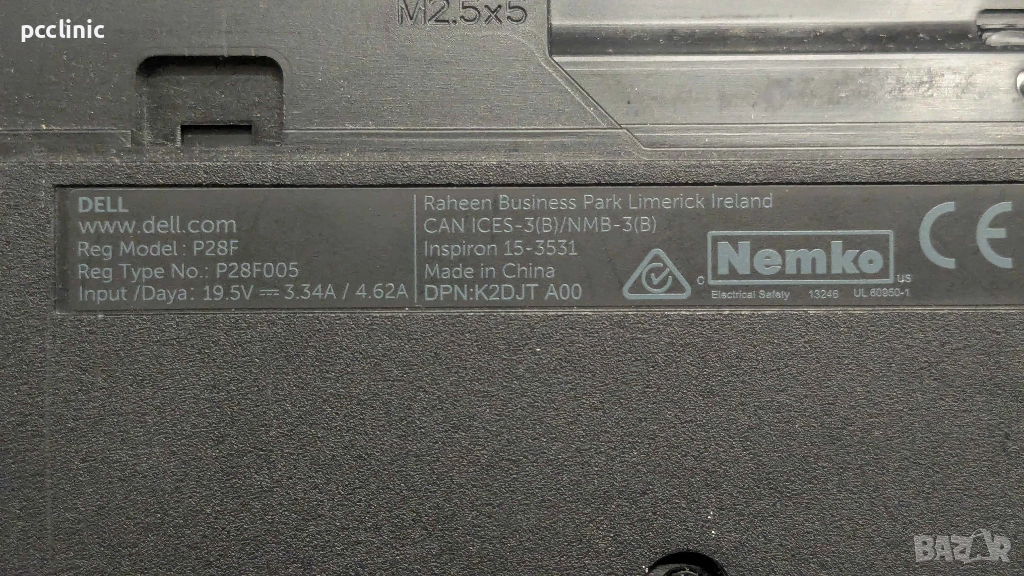 pcclinic
M2.5x5
DELL
www.dell.com
Reg Model : P28F
Reg Type No.: P28F005
Input /Daya: 19.5V⎓3.34A / 4.62A
Raheen Business Park Limerick Ireland
CAN ICES-3(B)/NMB-3(B)
Inspiron 15-3531
Made in China
DPN:K2DJT A00
C Nemko US
Electrical Safety 13246 UL 60950-1
CE
BAZAR